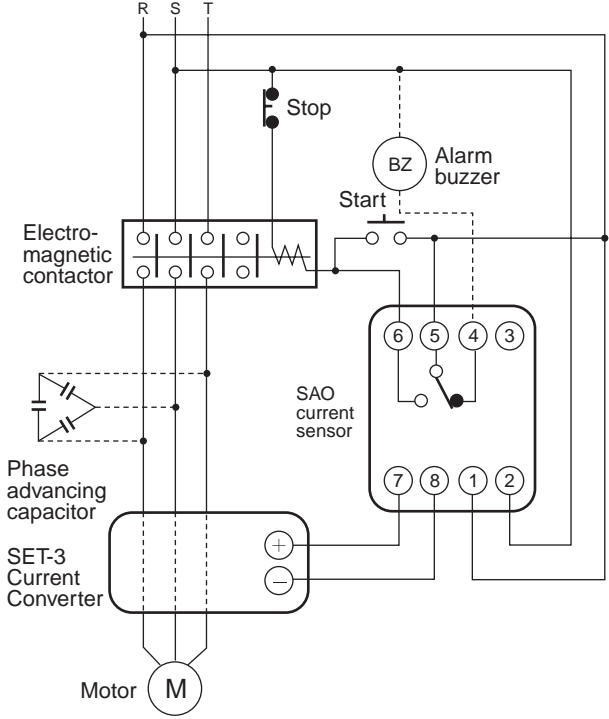 R S T
Stop
BZ
Alarm
buzzer
Start
Electro-
magnetic
contactor
6 5 4 3
SAO
current
sensor
7 8 1 2
Phase
advancing
capacitor
SET-3
Current
Converter
+
−
Motor
M